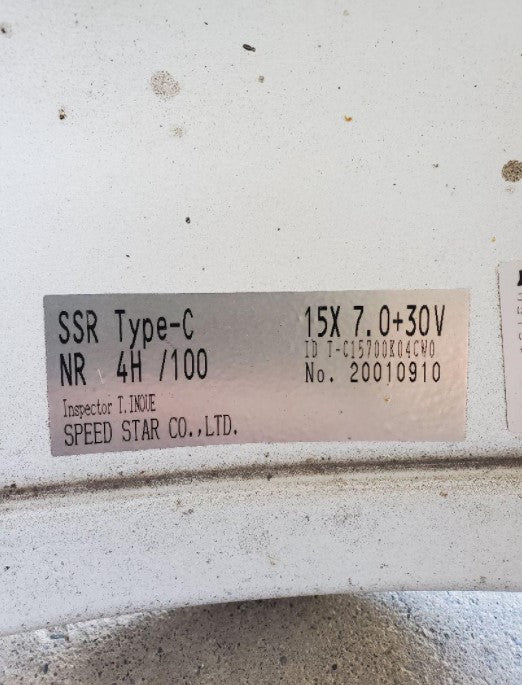 SSR Type-C
15X 7.0+30V
ID T-C15700K04CW0
NR 4H /100
No. 20010910
Inspector T.INOUE
SPEED STAR CO.,LTD.